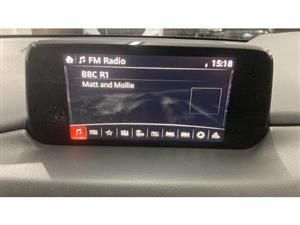 FM Radio
15:18
BBC R1
Matt and Mollie